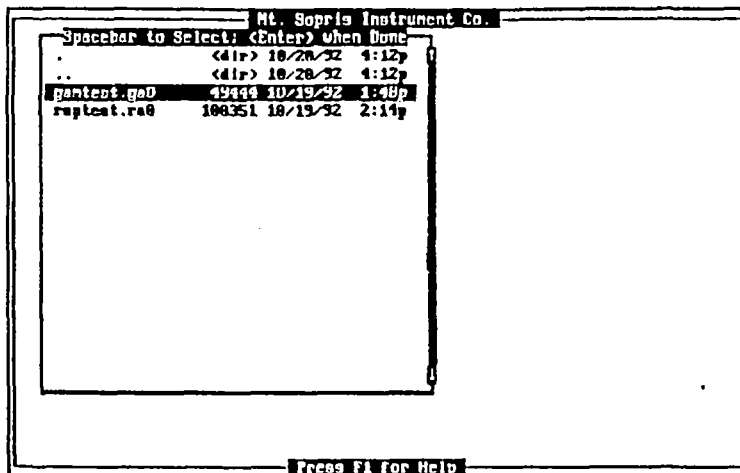 Mt. Sopris Instrument Co.
Spacebar to Select; <Enter> when Done
. <dir> 10/20/92 4:12p
.. <dir> 10/20/92 4:12p
gamtest.ga0 49444 10/19/92 1:48p
raptest.ra0 100351 10/19/92 2:14p
Press F1 for Help